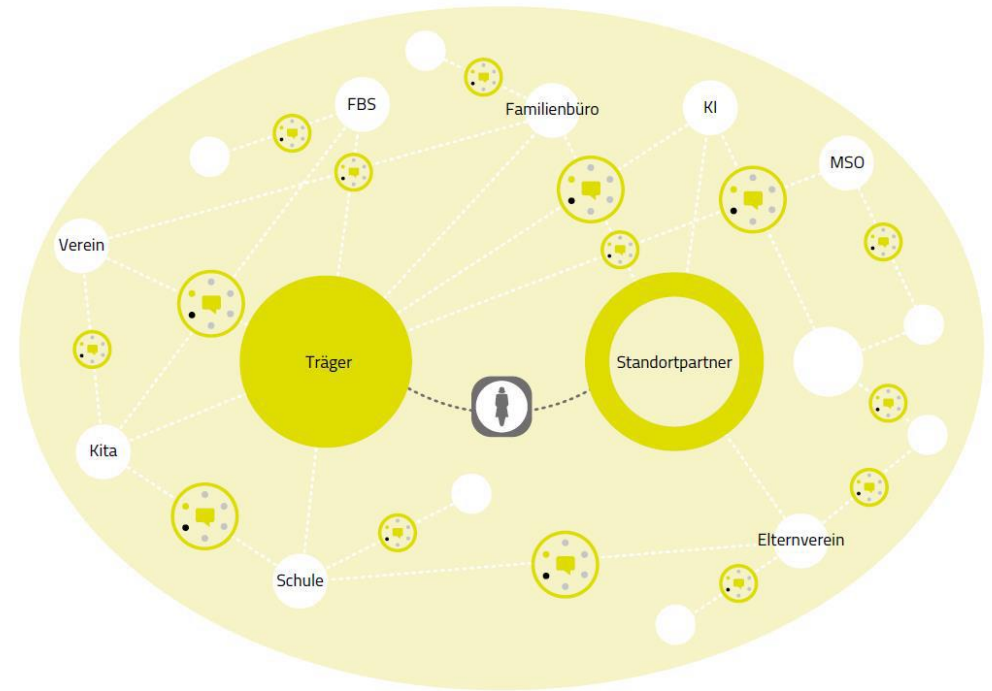 FBS
Familienbüro
KI
MSO
Verein
Träger
Standortpartner
Kita
Elternverein
Schule